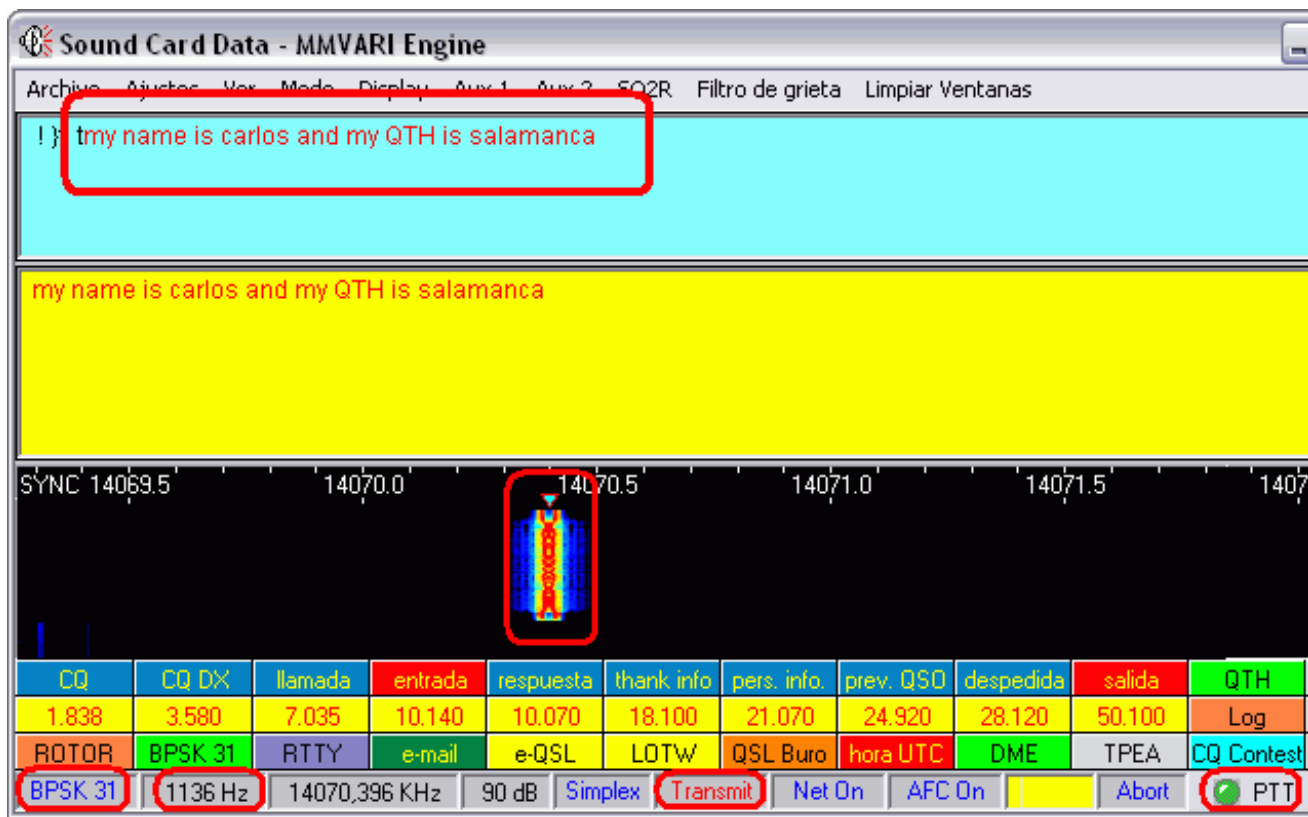 Sound Card Data - MMVARI Engine
Archivo Ajustes Ver Modo Display Aux 1 Aux 2 SO2R Filtro de grieta Limpiar Ventanas
! } tmy name is carlos and my QTH is salamanca
my name is carlos and my QTH is salamanca
SYNC 14069.5 14070.0 14070.5 14071.0 14071.5 1407
CQ CQ DX llamada entrada respuesta thank info pers. info. prev. QSO despedida salida QTH
1.838 3.580 7.035 10.140 10.070 18.100 21.070 24.920 28.120 50.100 Log
ROTOR BPSK 31 RTTY e-mail e-QSL LOTW QSL Buro hora UTC DME TPEA CQ Contest
BPSK 31 1136 Hz 14070,396 KHz 90 dB Simplex Transmit Net On AFC On Abort PTT